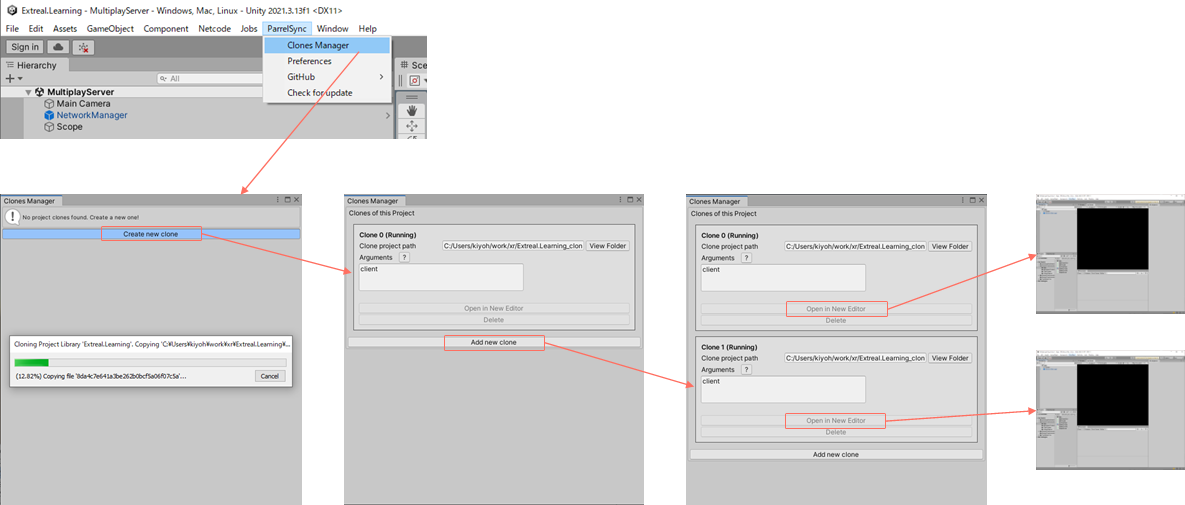 Extreal.Learning - MultiplayServer - Windows, Mac, Linux - Unity 2021.3.13f1 <DX11>
File Edit Assets GameObject Component Netcode Jobs ParrelSync Window Help
Sign in
Clones Manager
Preferences
GitHub
Check for update
Hierarchy
All
Sce
MultiplayServer
Main Camera
NetworkManager
Scope
Clones Manager
No project clones found. Create a new one!
Create new clone
Cloning Project Library 'Extreal.Learning'. Copying 'C:¥Users¥kiyoh¥work¥xr¥Extreal.Learning¥...
(12.82%) Copying file '8da4c7e641a3be262b0bcf5a06f07c5a'...
Cancel
Clones Manager
Clones of this Project
Clone 0 (Running)
Clone project path C:/Users/kiyoh/work/xr/Extreal.Learning_clon View Folder
Arguments ?
client
Open in New Editor
Delete
Add new clone
Clones Manager
Clones of this Project
Clone 0 (Running)
Clone project path C:/Users/kiyoh/work/xr/Extreal.Learning_clon View Folder
Arguments ?
client
Open in New Editor
Delete
Clone 1 (Running)
Clone project path C:/Users/kiyoh/work/xr/Extreal.Learning_clon View Folder
Arguments ?
client
Open in New Editor
Delete
Add new clone